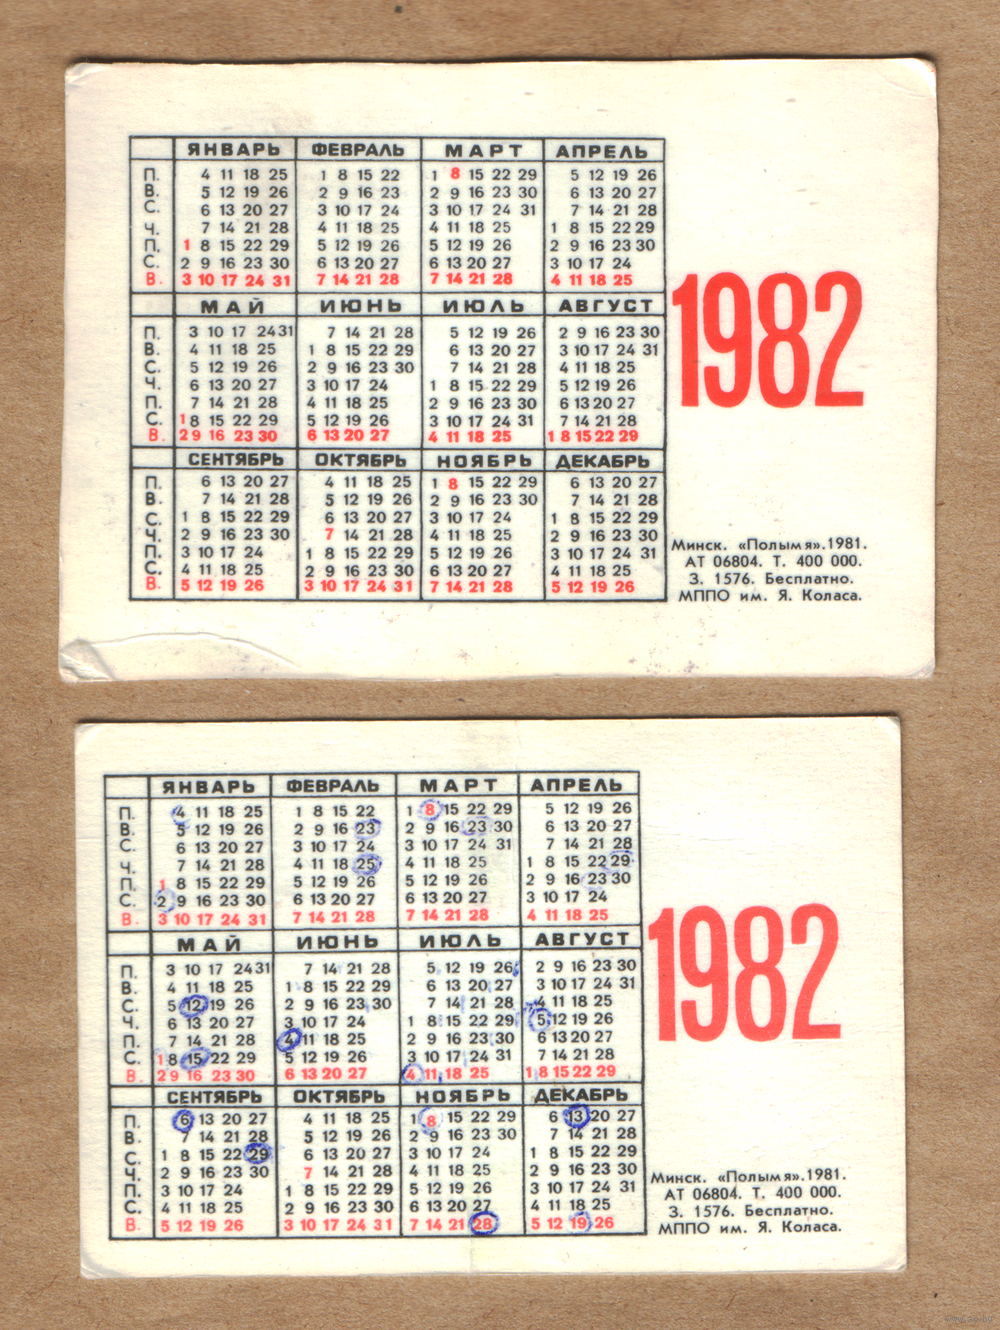 ЯНВАРЬ ФЕВРАЛЬ МАРТ АПРЕЛЬ
П. 4 11 18 25 1 8 15 22 1 8 15 22 29 5 12 19 26
В. 5 12 19 26 2 9 16 23 2 9 16 23 30 6 13 20 27
С. 6 13 20 27 3 10 17 24 3 10 17 24 31 7 14 21 28
Ч. 7 14 21 28 4 11 18 25 4 11 18 25 1 8 15 22 29
П. 1 8 15 22 29 5 12 19 26 5 12 19 26 2 9 16 23 30
С. 2 9 16 23 30 6 13 20 27 6 13 20 27 3 10 17 24
В. 3 10 17 24 31 7 14 21 28 7 14 21 28 4 11 18 25
МАЙ ИЮНЬ ИЮЛЬ АВГУСТ
П. 3 10 17 24 31 7 14 21 28 5 12 19 26 2 9 16 23 30
В. 4 11 18 25 1 8 15 22 29 6 13 20 27 3 10 17 24 31
С. 5 12 19 26 2 9 16 23 30 7 14 21 28 4 11 18 25
Ч. 6 13 20 27 3 10 17 24 1 8 15 22 29 5 12 19 26
П. 7 14 21 28 4 11 18 25 2 9 16 23 30 6 13 20 27
С. 1 8 15 22 29 5 12 19 26 3 10 17 24 31 7 14 21 28
В. 2 9 16 23 30 6 13 20 27 4 11 18 25 1 8 15 22 29
1982
СЕНТЯБРЬ ОКТЯБРЬ НОЯБРЬ ДЕКАБРЬ
П. 6 13 20 27 4 11 18 25 1 8 15 22 29 6 13 20 27
В. 7 14 21 28 5 12 19 26 2 9 16 23 30 7 14 21 28
С. 1 8 15 22 29 6 13 20 27 3 10 17 24 1 8 15 22 29
Ч. 2 9 16 23 30 7 14 21 28 4 11 18 25 2 9 16 23 30
П. 3 10 17 24 1 8 15 22 29 5 12 19 26 3 10 17 24 31
С. 4 11 18 25 2 9 16 23 30 6 13 20 27 4 11 18 25
В. 5 12 19 26 3 10 17 24 31 7 14 21 28 5 12 19 26
Минск. «Полымя».1981.
АТ 06804. Т. 400 000.
З. 1576. Бесплатно.
МППО им. Я. Коласа.
ЯНВАРЬ ФЕВРАЛЬ МАРТ АПРЕЛЬ
П. 4 11 18 25 1 8 15 22 1 8 15 22 29 5 12 19 26
В. 5 12 19 26 2 9 16 23 2 9 16 23 30 6 13 20 27
С. 6 13 20 27 3 10 17 24 3 10 17 24 31 7 14 21 28
Ч. 7 14 21 28 4 11 18 25 4 11 18 25 1 8 15 22 29
П. 1 8 15 22 29 5 12 19 26 5 12 19 26 2 9 16 23 30
С. 2 9 16 23 30 6 13 20 27 6 13 20 27 3 10 17 24
В. 3 10 17 24 31 7 14 21 28 7 14 21 28 4 11 18 25
МАЙ ИЮНЬ ИЮЛЬ АВГУСТ
П. 3 10 17 24 31 7 14 21 28 5 12 19 26 2 9 16 23 30
В. 4 11 18 25 1 8 15 22 29 6 13 20 27 3 10 17 24 31
С. 5 12 19 26 2 9 16 23 30 7 14 21 28 4 11 18 25
Ч. 6 13 20 27 3 10 17 24 1 8 15 22 29 5 12 19 26
П. 7 14 21 28 4 11 18 25 2 9 16 23 30 6 13 20 27
С. 1 8 15 22 29 5 12 19 26 3 10 17 24 31 7 14 21 28
В. 2 9 16 23 30 6 13 20 27 4 11 18 25 1 8 15 22 29
1982
СЕНТЯБРЬ ОКТЯБРЬ НОЯБРЬ ДЕКАБРЬ
П. 6 13 20 27 4 11 18 25 1 8 15 22 29 6 13 20 27
В. 7 14 21 28 5 12 19 26 2 9 16 23 30 7 14 21 28
С. 1 8 15 22 29 6 13 20 27 3 10 17 24 1 8 15 22 29
Ч. 2 9 16 23 30 7 14 21 28 4 11 18 25 2 9 16 23 30
П. 3 10 17 24 1 8 15 22 29 5 12 19 26 3 10 17 24 31
С. 4 11 18 25 2 9 16 23 30 6 13 20 27 4 11 18 25
В. 5 12 19 26 3 10 17 24 31 7 14 21 28 5 12 19 26
Минск. «Полымя».1981.
АТ 06804. Т. 400 000.
З. 1576. Бесплатно.
МППО им. Я. Коласа.